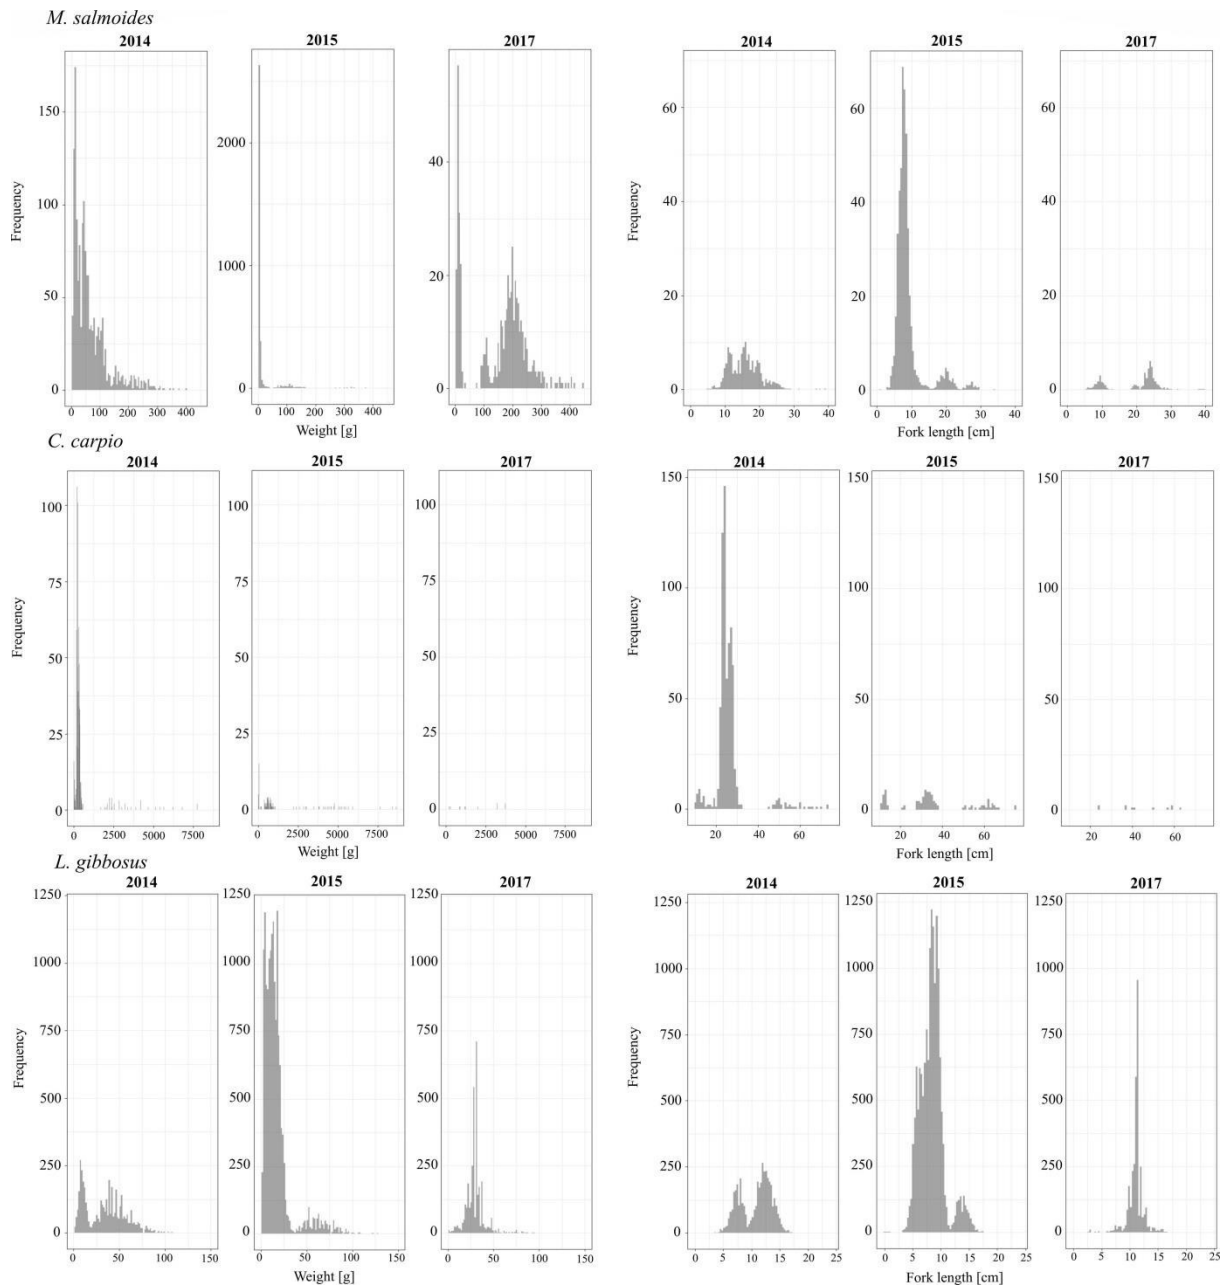 M. salmoides
2014 2015 2017 2014 2015 2017
Frequency
150
100
50
0
2000
1000
0
40
20
0
0 100 200 300 400
0 100 200 300 400
0 100 200 300 400
Weight [g]
Frequency
60
40
20
0
60
40
20
0
60
40
20
0
0 10 20 30 40
0 10 20 30 40
0 10 20 30 40
Fork length [cm]
C. carpio
2014 2015 2017 2014 2015 2017
Frequency
100
75
50
25
0
100
75
50
25
0
100
75
50
25
0
0 2500 5000 7500
0 2500 5000 7500
0 2500 5000 7500
Weight [g]
Frequency
150
100
50
0
150
100
50
0
150
100
50
0
20 40 60
20 40 60
20 40 60
Fork length [cm]
L. gibbosus
2014 2015 2017 2014 2015 2017
Frequency
1250
1000
750
500
250
0
1250
1000
750
500
250
0
1250
1000
750
500
250
0
0 50 100 150
0 50 100 150
0 50 100 150
Weight [g]
Frequency
1250
1000
750
500
250
0
1250
1000
750
500
250
0
1250
1000
750
500
250
0
0 5 10 15 20 25
0 5 10 15 20 25
0 5 10 15 20 25
Fork length [cm]